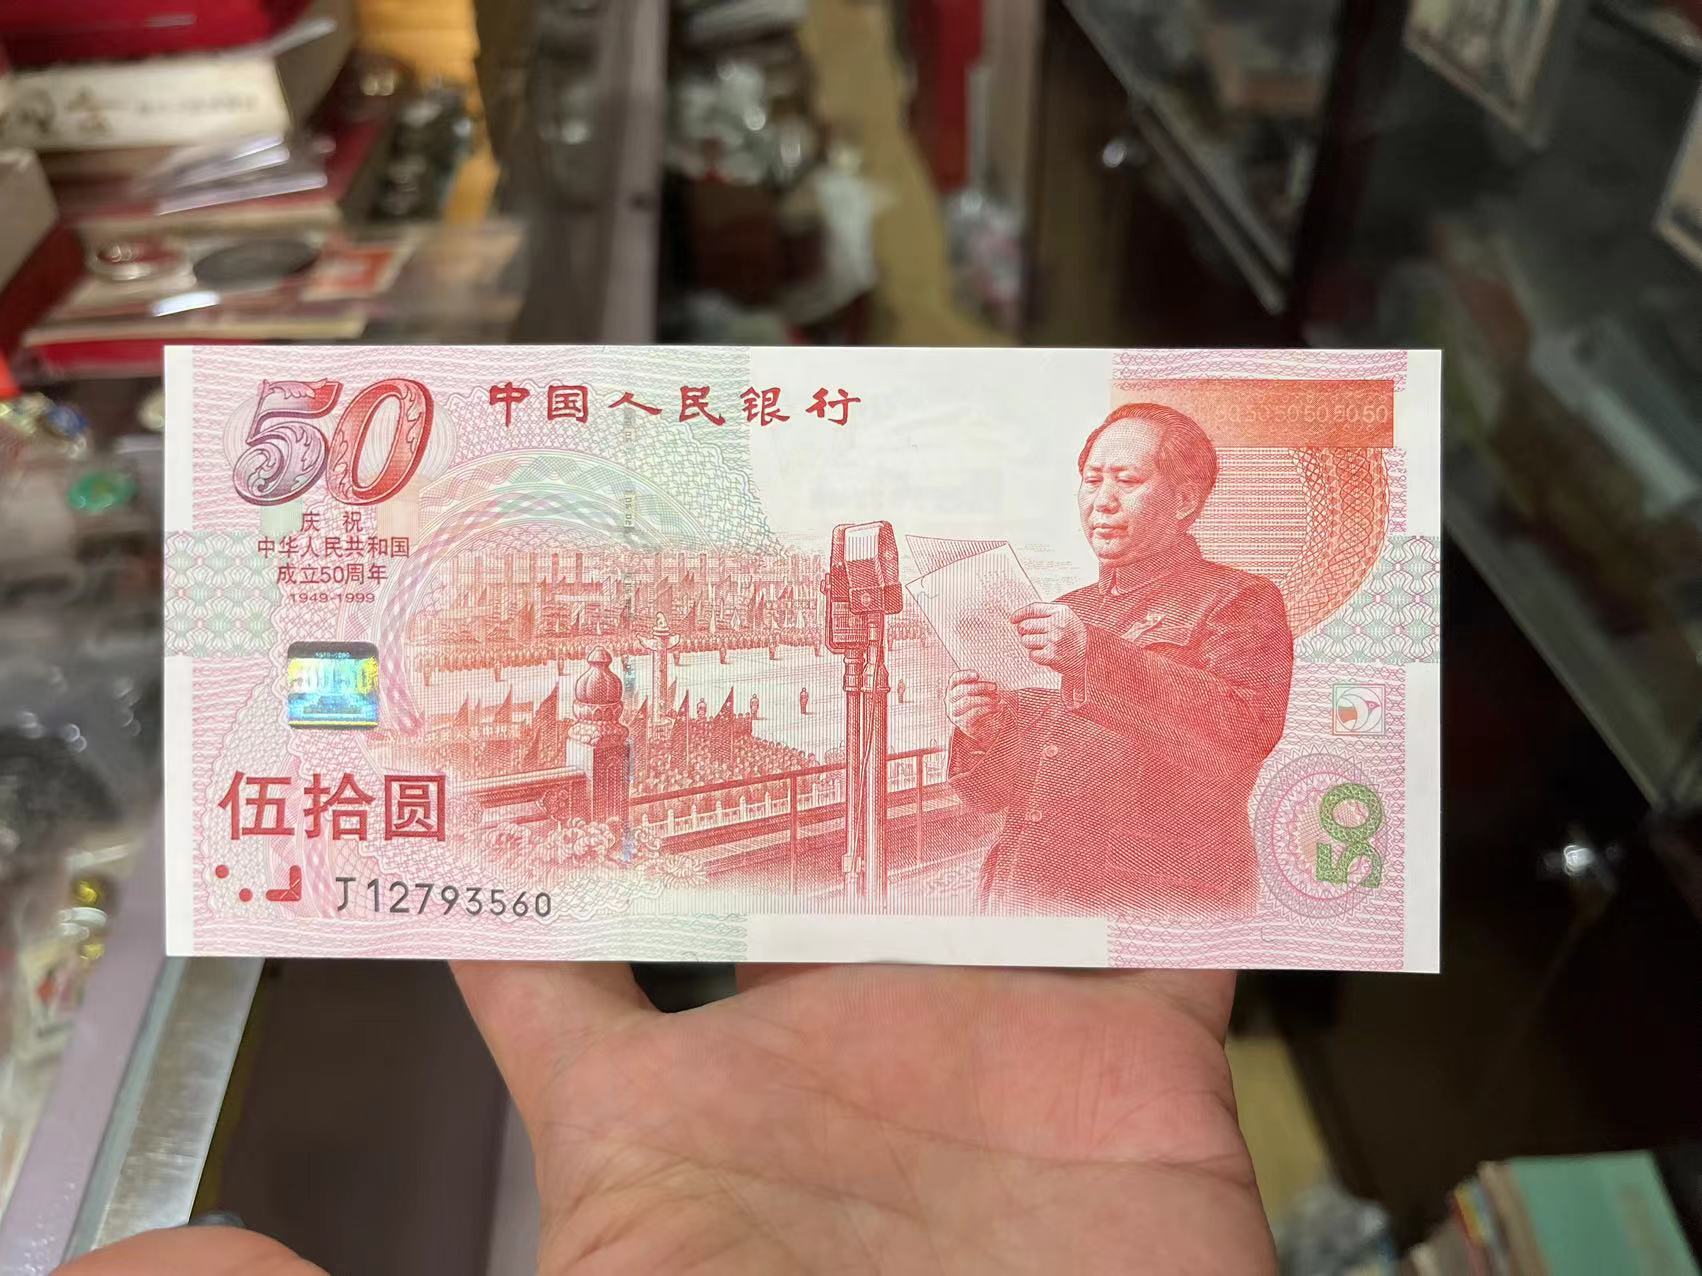 50
中国人民银行
庆祝
中华人民共和国
成立50周年
1949-1999
伍拾圆
J12793560
50